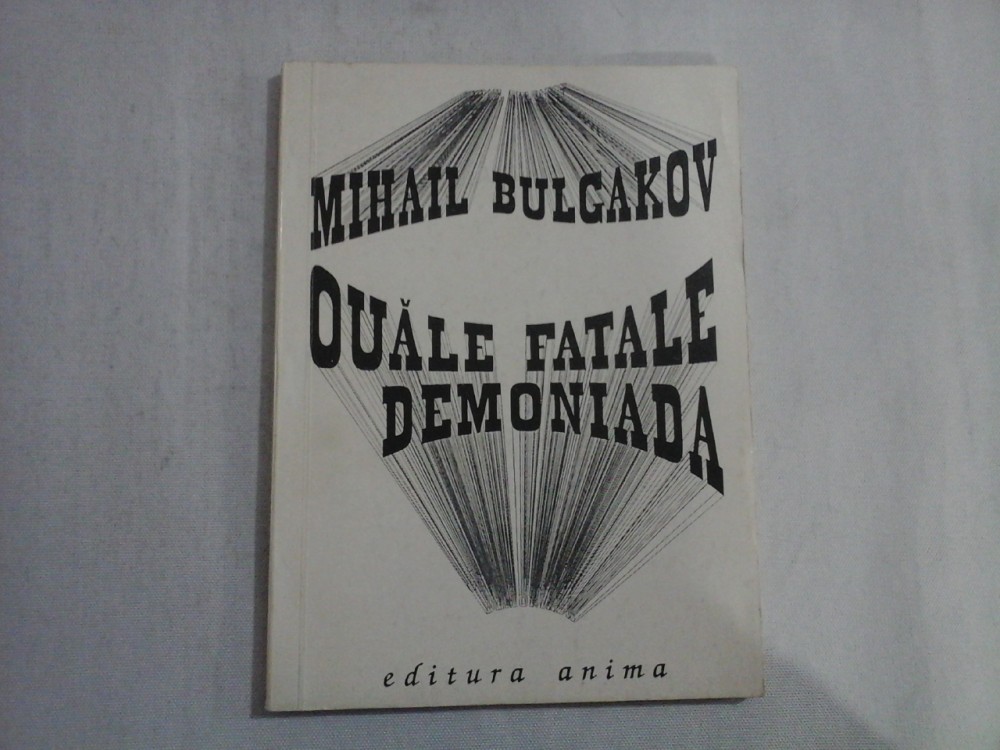 MIHAIL BULGAKOV
OUĂLE FATALE
DEMONIADA
editura anima